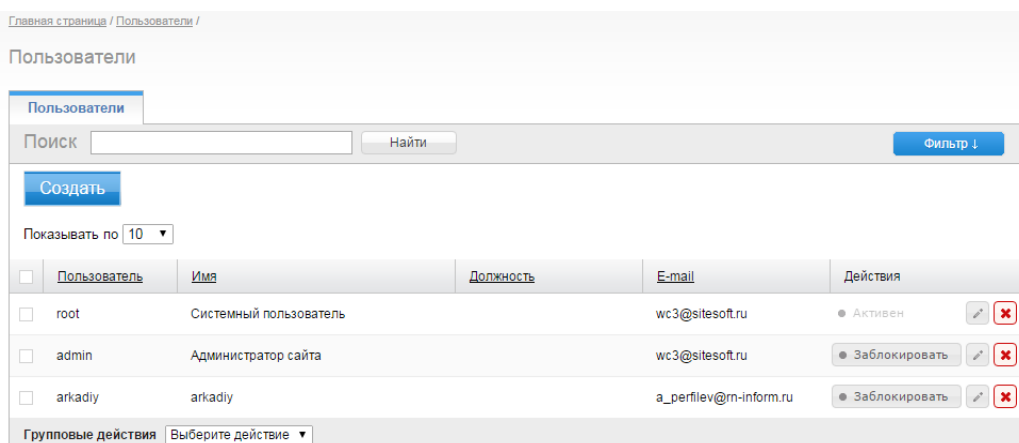 Главная страница / Пользователи /
Пользователи
Пользователи
Поиск Найти Фильтр ↓
Создать
Показывать по 10
Пользователь Имя Должность E-mail Действия
root Системный пользователь wc3@sitesoft.ru Активен
admin Администратор сайта wc3@sitesoft.ru Заблокировать
arkadiy arkadiy a_perfilev@rn-inform.ru Заблокировать
Групповые действия Выберите действие